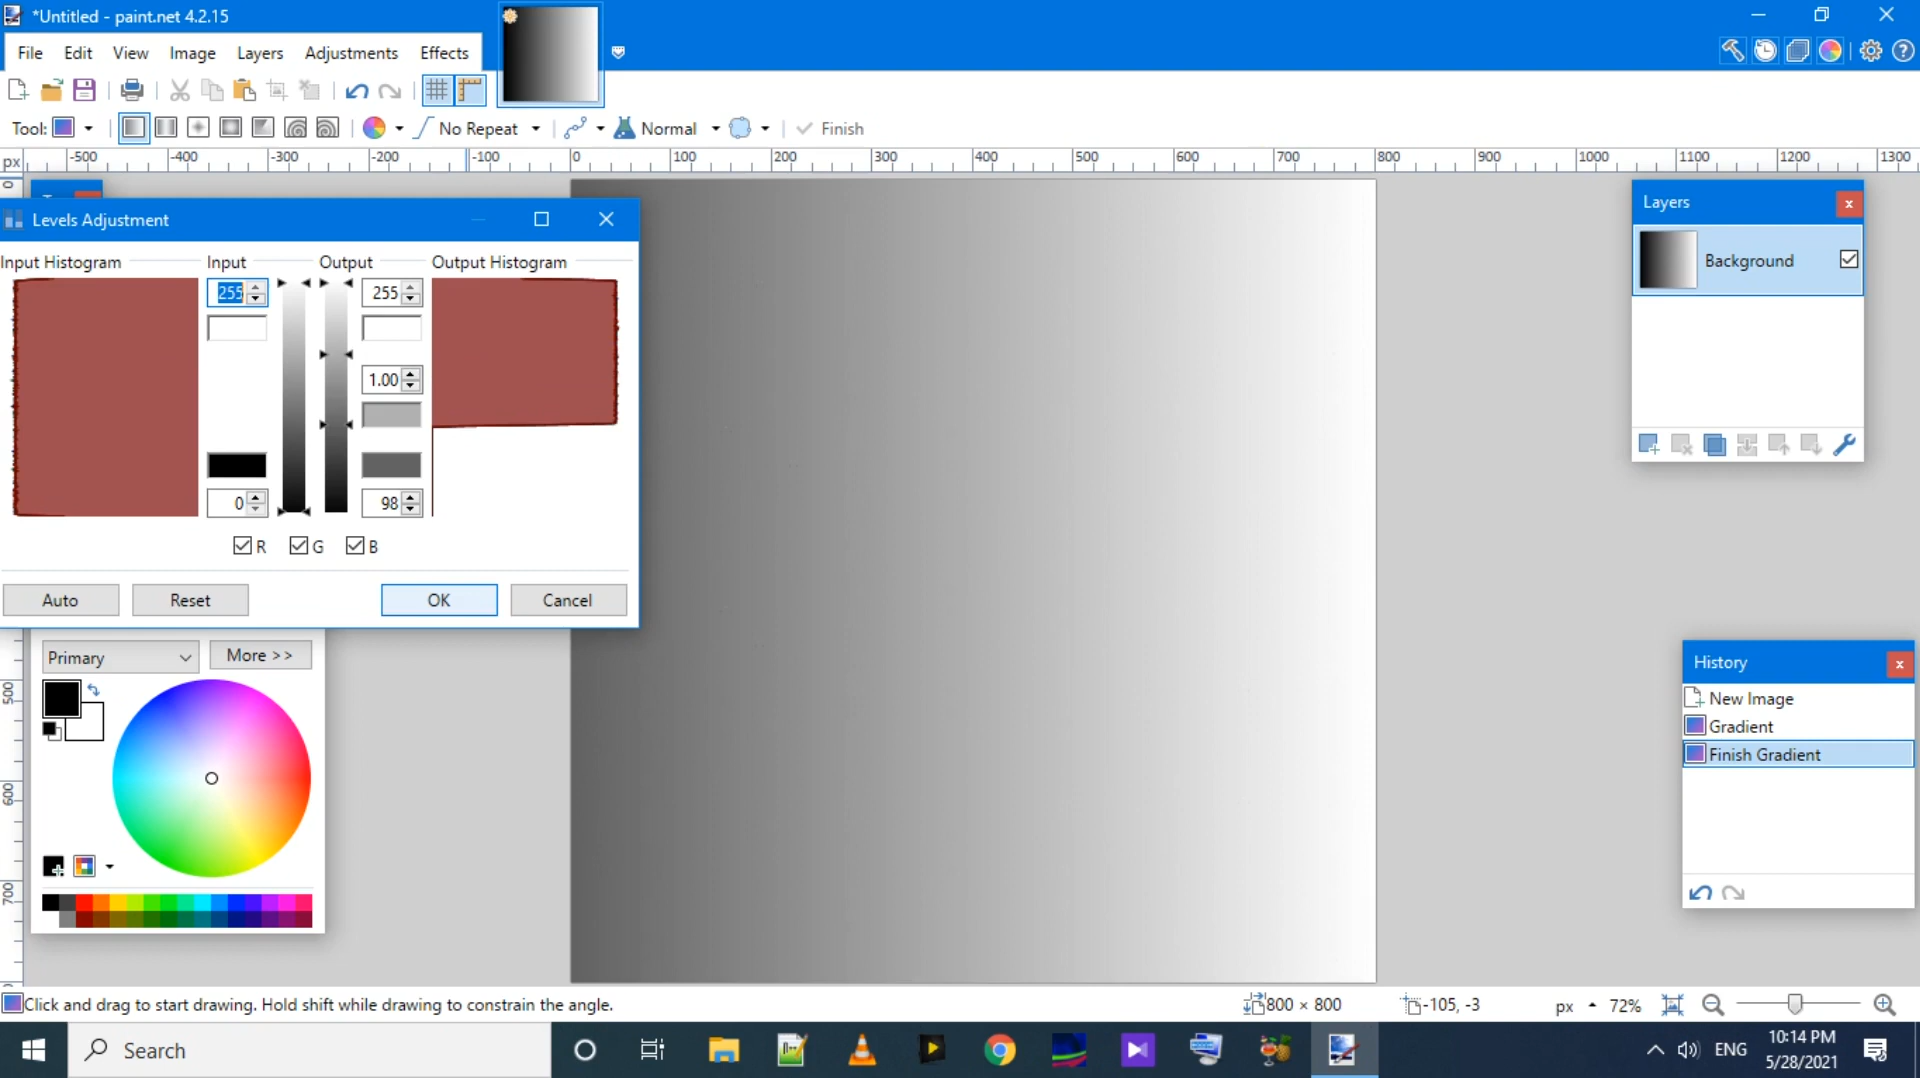 *Untitled - paint.net 4.2.15
File Edit View Image Layers Adjustments Effects
Tool: No Repeat Normal Finish
px -500 -400 -300 -200 -100 0 100 200 300 400 500 600 700 800 900 1000 1100 1200 1300
0
Levels Adjustment
Input Histogram Input Output Output Histogram
255 255
1.00
0 98
R G B
Auto Reset OK Cancel
Layers
Background
Primary More >>
500
600
700
History
New Image
Gradient
Finish Gradient
Click and drag to start drawing. Hold shift while drawing to constrain the angle.
800 × 800 -105, -3 px 72%
Search
ENG 10:14 PM
5/28/2021